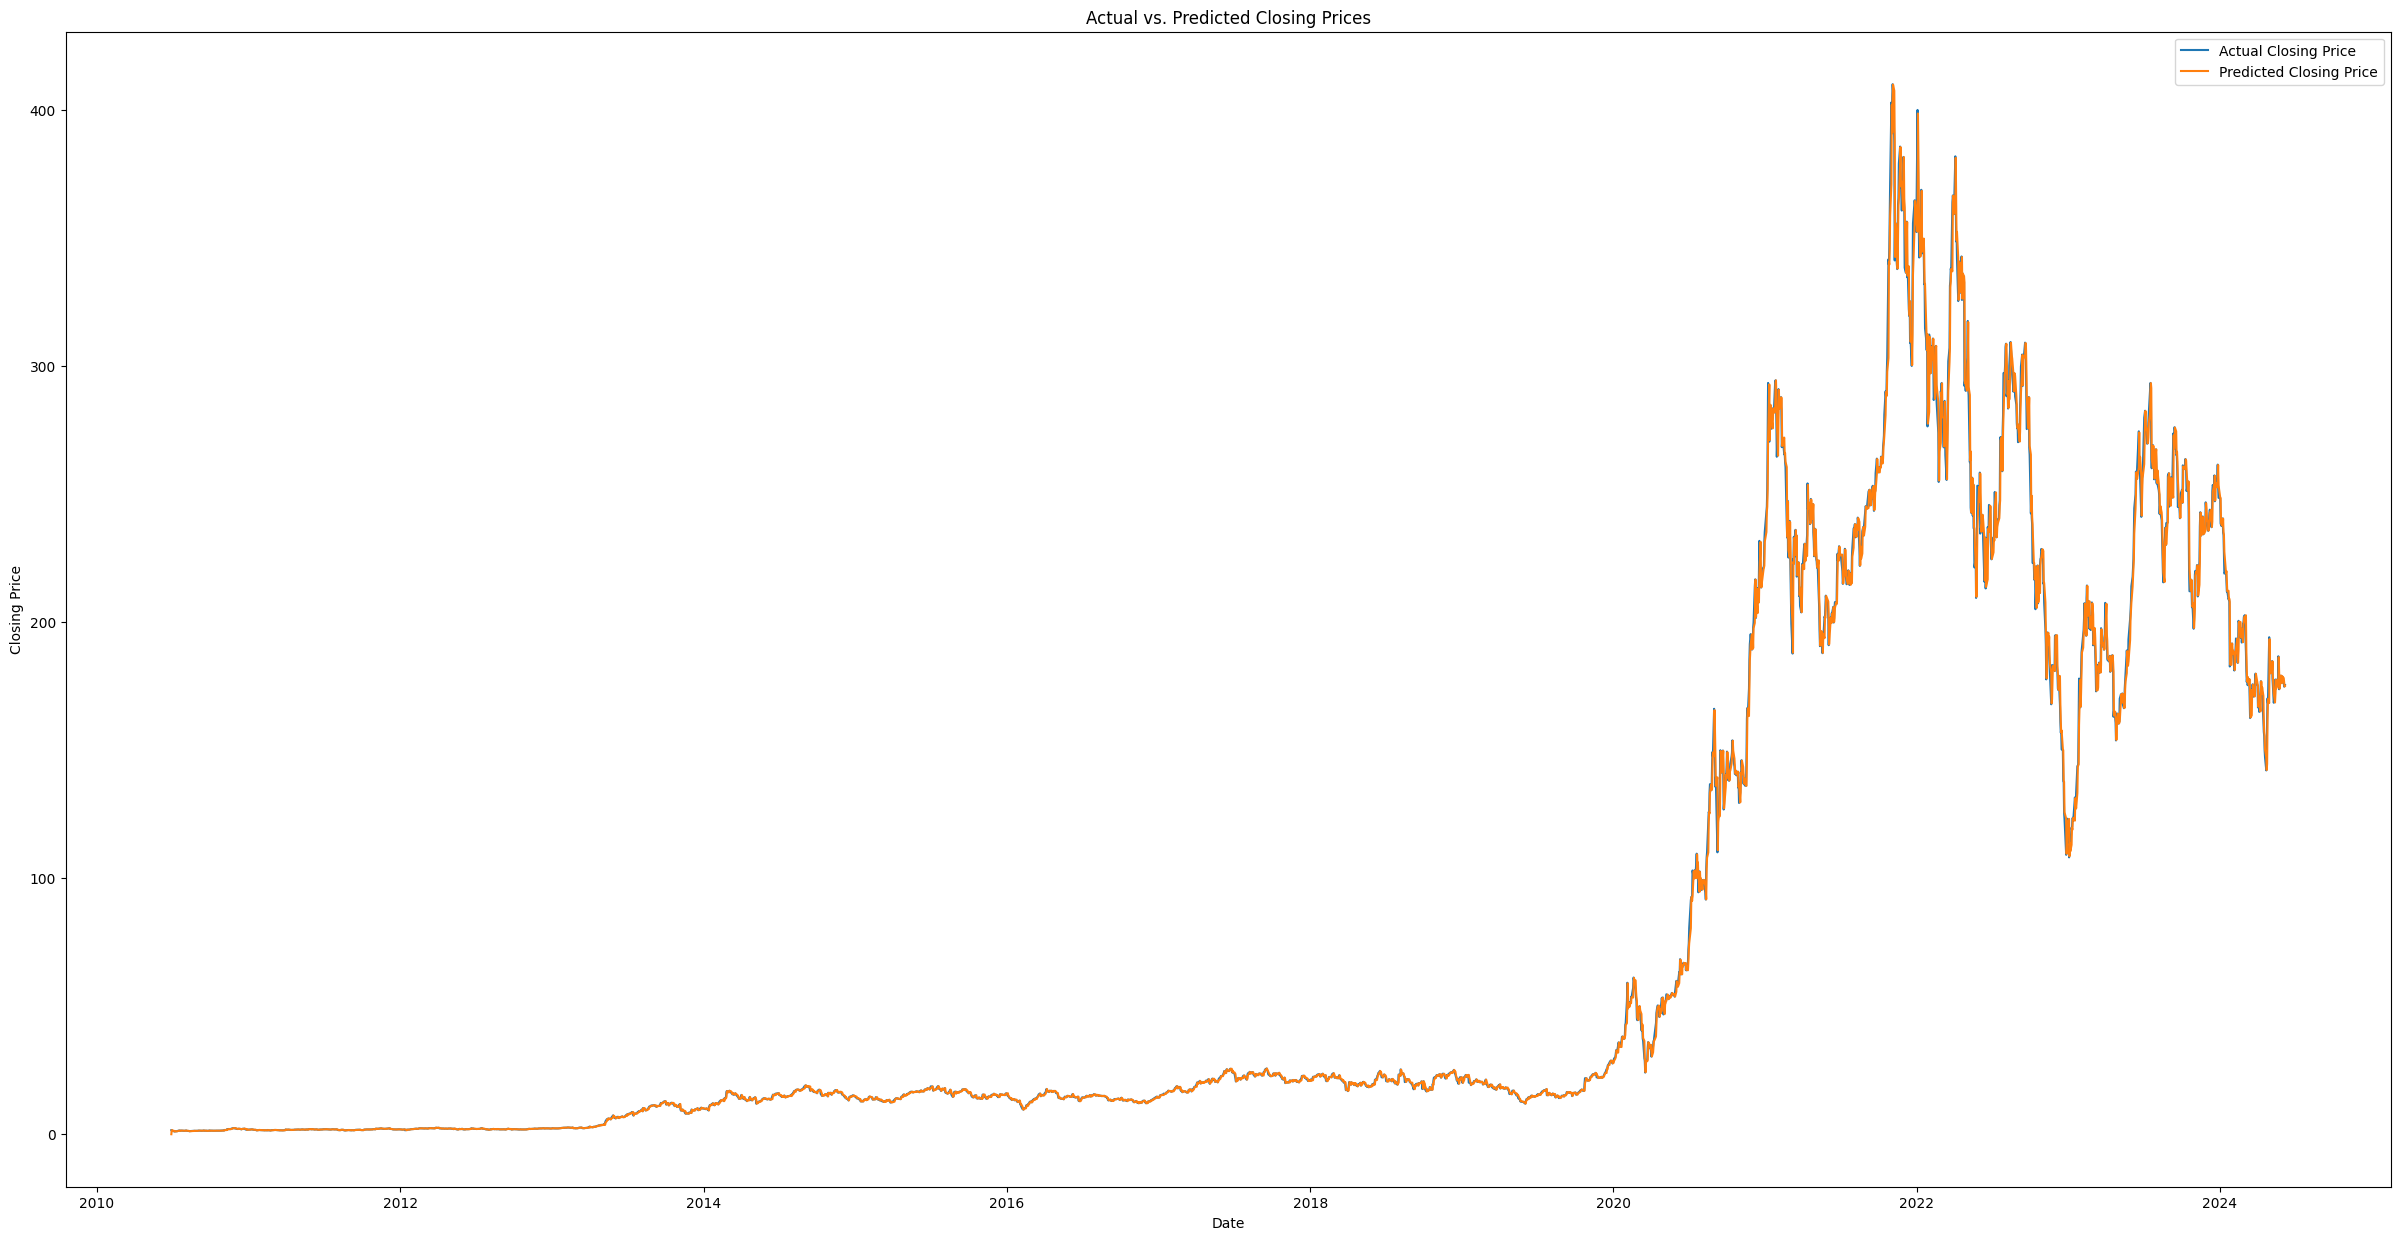 Actual vs. Predicted Closing Prices
Actual Closing Price
Predicted Closing Price
Closing Price
400
300
200
100
0
2010
2012
2014
2016
2018
2020
2022
2024
Date